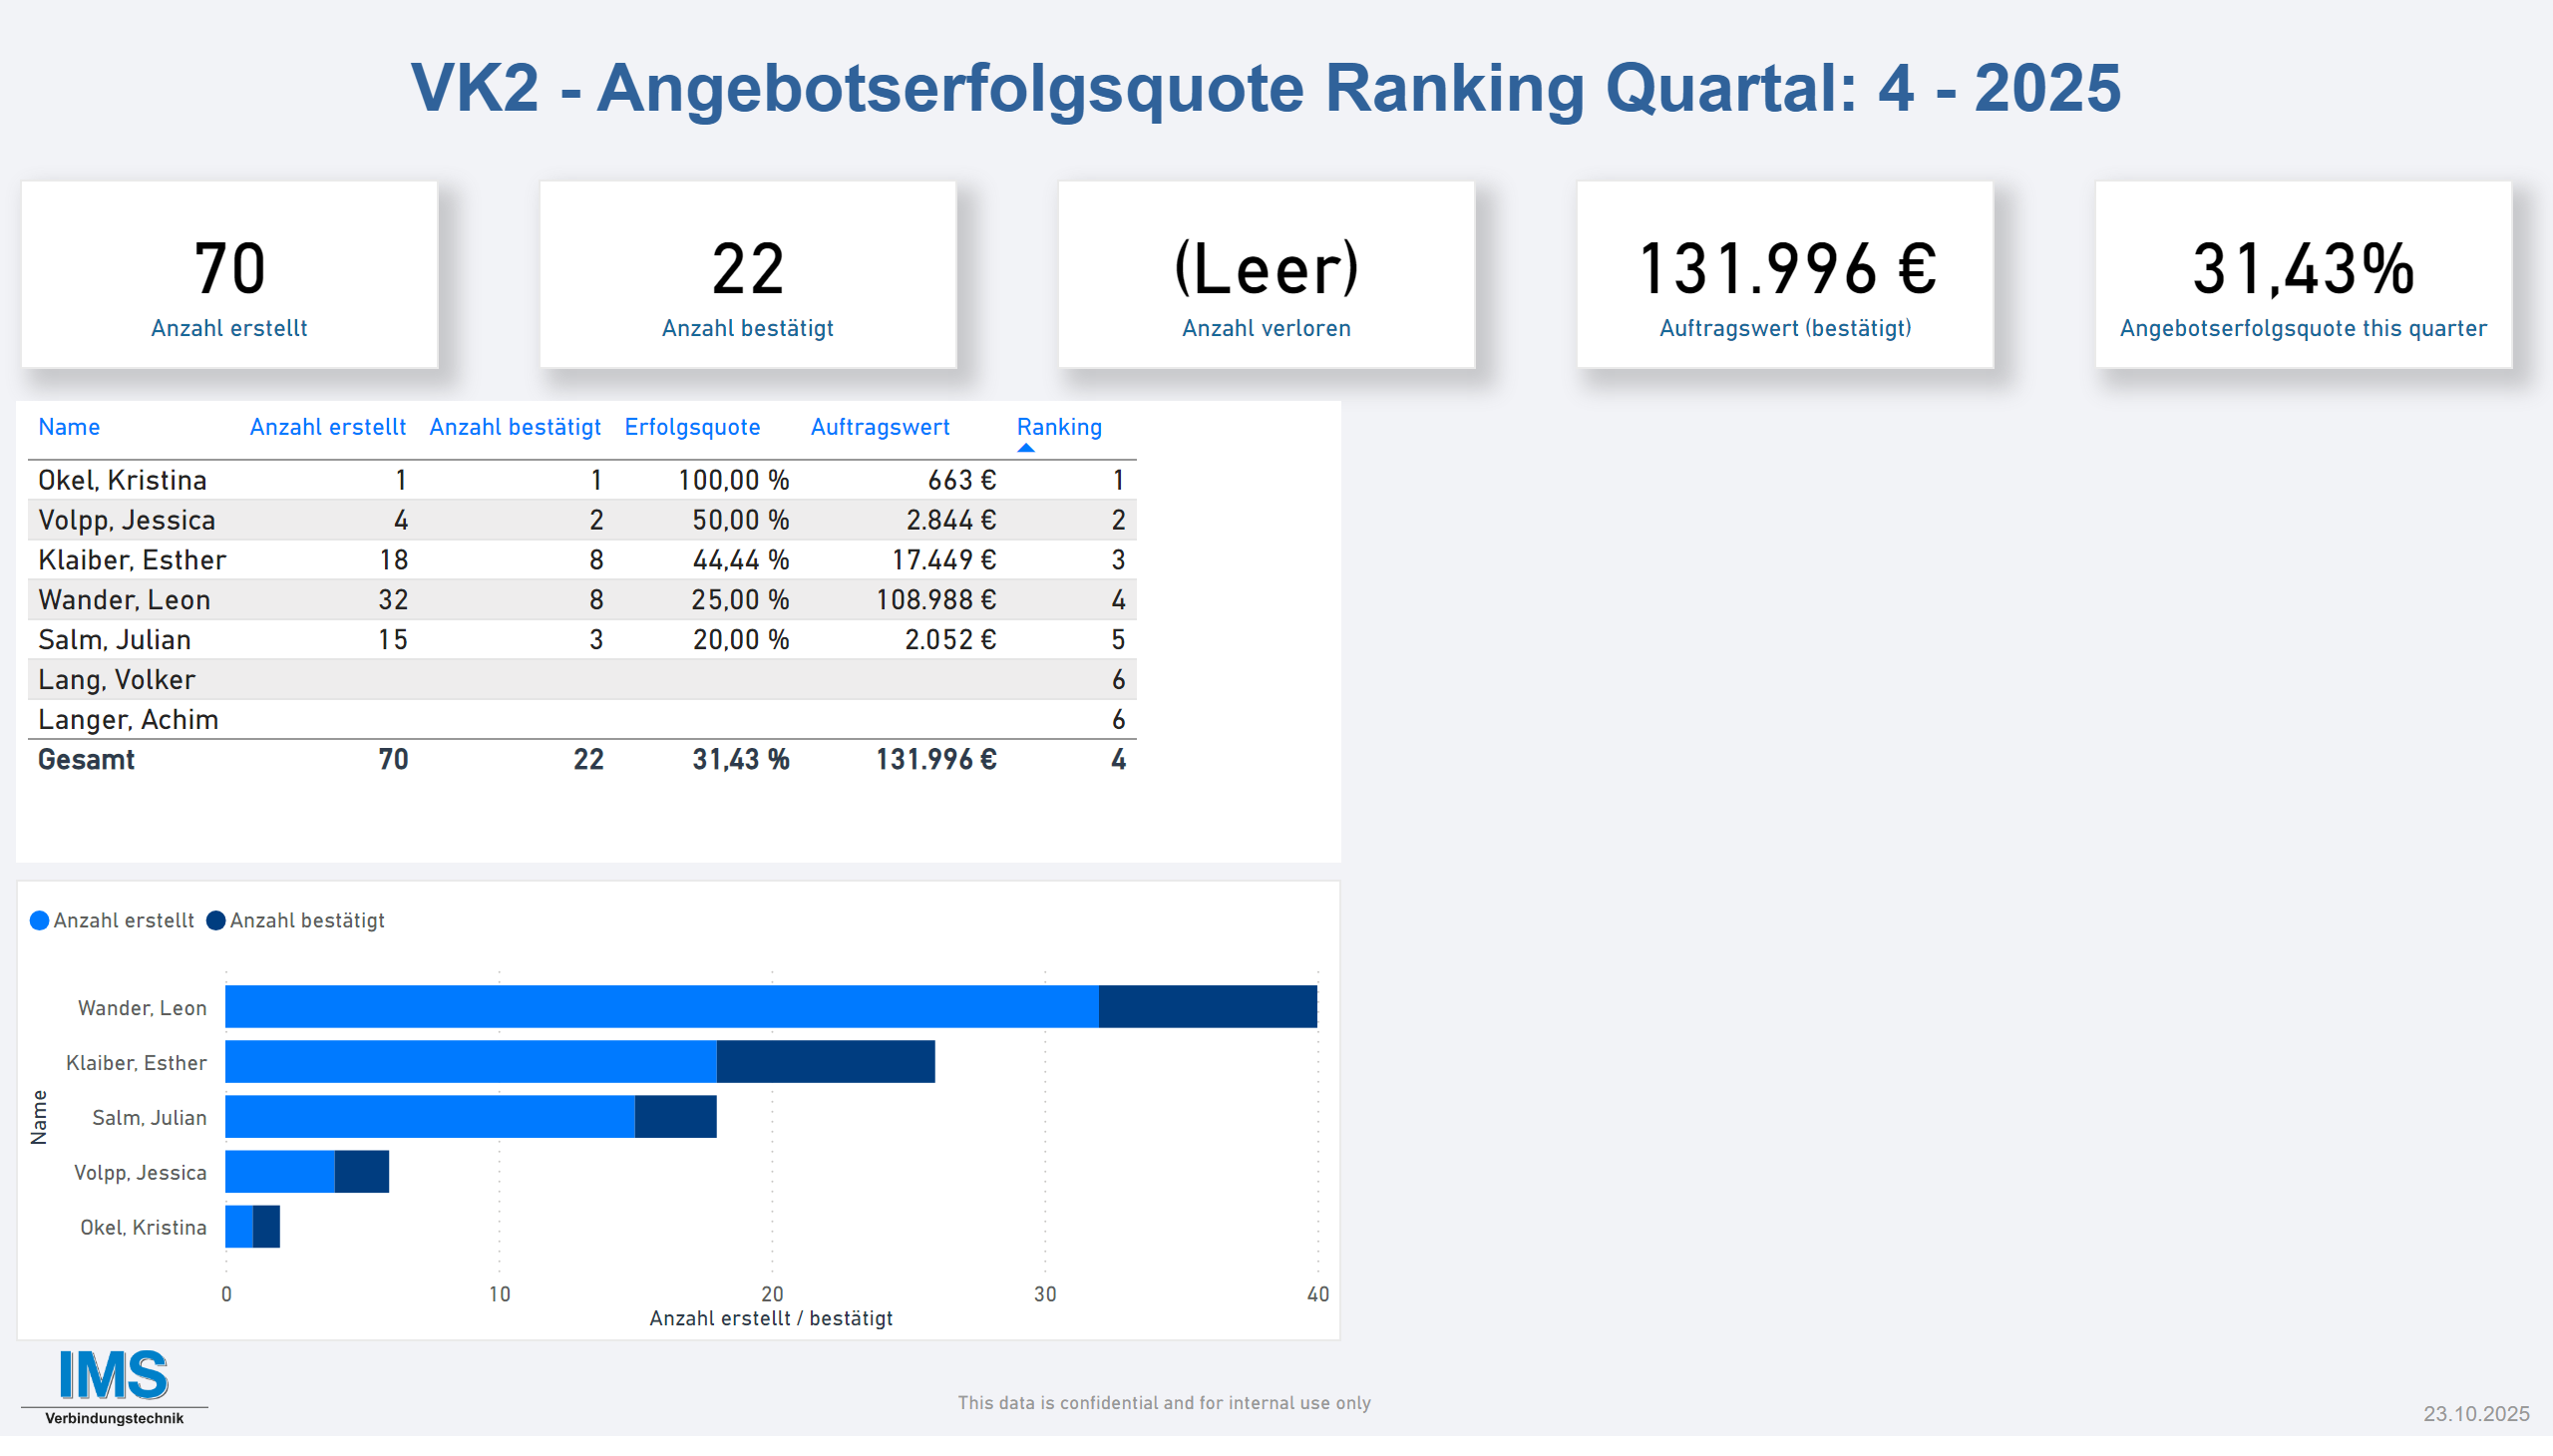 VK2 - Angebotserfolgsquote Ranking Quartal: 4 - 2025
70
Anzahl erstellt
22
Anzahl bestätigt
(Leer)
Anzahl verloren
131.996 €
Auftragswert (bestätigt)
31,43%
Angebotserfolgsquote this quarter
Name Anzahl erstellt Anzahl bestätigt Erfolgsquote Auftragswert Ranking
Okel, Kristina 1 1 100,00 % 663 € 1
Volpp, Jessica 4 2 50,00 % 2.844 € 2
Klaiber, Esther 18 8 44,44 % 17.449 € 3
Wander, Leon 32 8 25,00 % 108.988 € 4
Salm, Julian 15 3 20,00 % 2.052 € 5
Lang, Volker 6
Langer, Achim 6
Gesamt 70 22 31,43 % 131.996 € 4
Anzahl erstellt Anzahl bestätigt
Name
Wander, Leon
Klaiber, Esther
Salm, Julian
Volpp, Jessica
Okel, Kristina
0 10 20 30 40
Anzahl erstellt / bestätigt
IMS
Verbindungstechnik
This data is confidential and for internal use only
23.10.2025